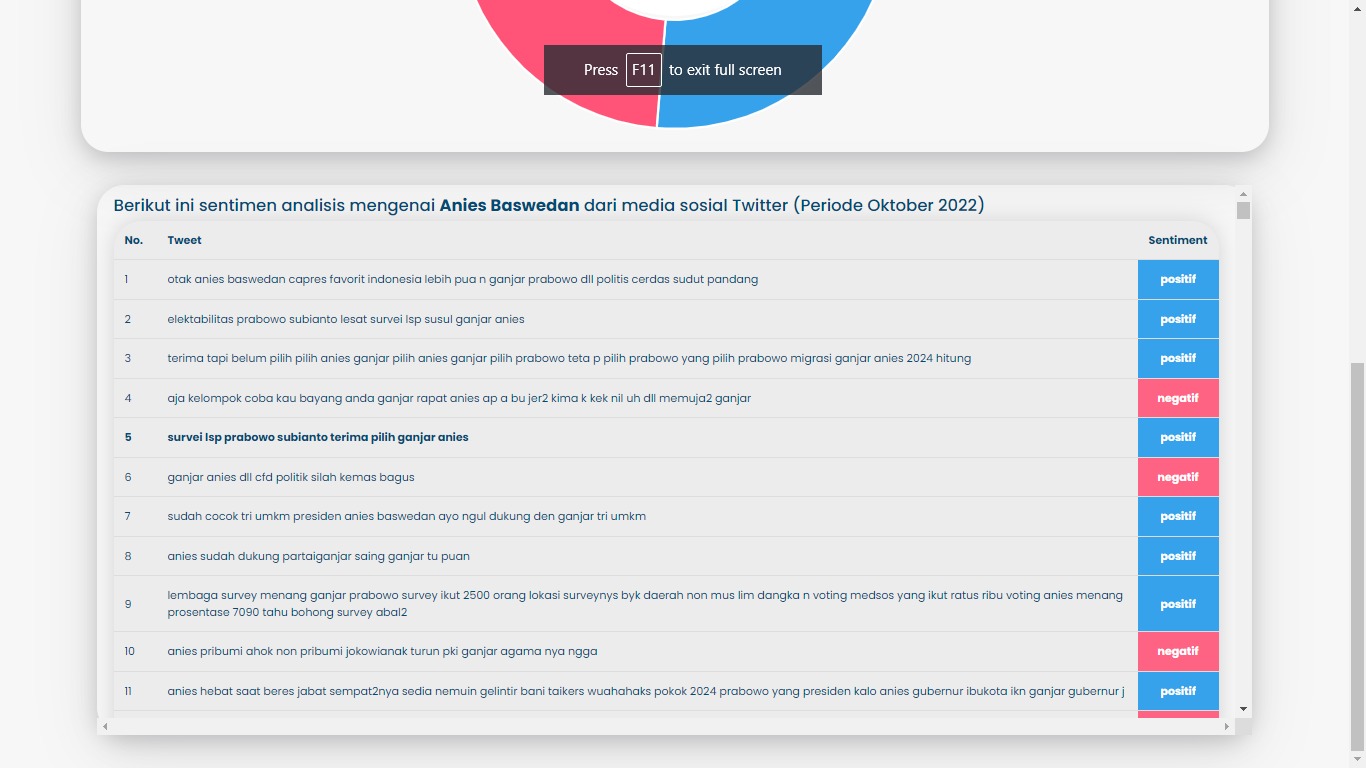 Press F11 to exit full screen
Berikut ini sentimen analisis mengenai Anies Baswedan dari media sosial Twitter (Periode Oktober 2022)
No. Tweet Sentiment
1 otak anies baswedan capres favorit indonesia lebih pua n ganjar prabowo dll politis cerdas sudut pandang positif
2 elektabilitas prabowo subianto lesat survei lsp susul ganjar anies positif
3 terima tapi belum pilih pilih anies ganjar pilih anies ganjar pilih prabowo teta p pilih prabowo yang pilih prabowo migrasi ganjar anies 2024 hitung positif
4 aja kelompok coba kau bayang anda ganjar rapat anies ap a bu jer2 kima k kek nil uh dll memuja2 ganjar negatif
5 survei lsp prabowo subianto terima pilih ganjar anies positif
6 ganjar anies dll cfd politik silah kemas bagus negatif
7 sudah cocok tri umkm presiden anies baswedan ayo ngul dukung den ganjar tri umkm positif
8 anies sudah dukung partaiganjar saing ganjar tu puan positif
9 lembaga survey menang ganjar prabowo survey ikut 2500 orang lokasi surveynys byk daerah non mus lim dangka n voting medsos yang ikut ratus ribu voting anies menang
prosentase 7090 tahu bohong survey abal2 positif
10 anies pribumi ahok non pribumi jokowianak turun pki ganjar agama nya ngga negatif
11 anies hebat saat beres jabat sempat2nya sedia nemuin gelintir bani taikers wuahahaks pokok 2024 prabowo yang presiden kalo anies gubernur ibukota ikn ganjar gubernur j positif